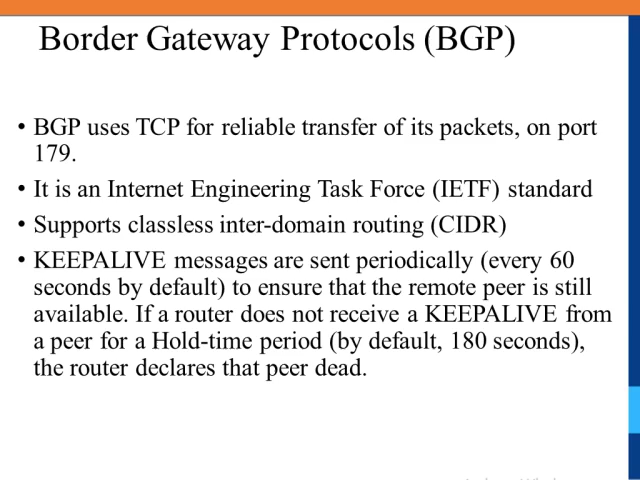 Border Gateway Protocols (BGP)
• BGP uses TCP for reliable transfer of its packets, on port
179.
• It is an Internet Engineering Task Force (IETF) standard
• Supports classless inter-domain routing (CIDR)
• KEEPALIVE messages are sent periodically (every 60
seconds by default) to ensure that the remote peer is still
available. If a router does not receive a KEEPALIVE from
a peer for a Hold-time period (by default, 180 seconds),
the router declares that peer dead.